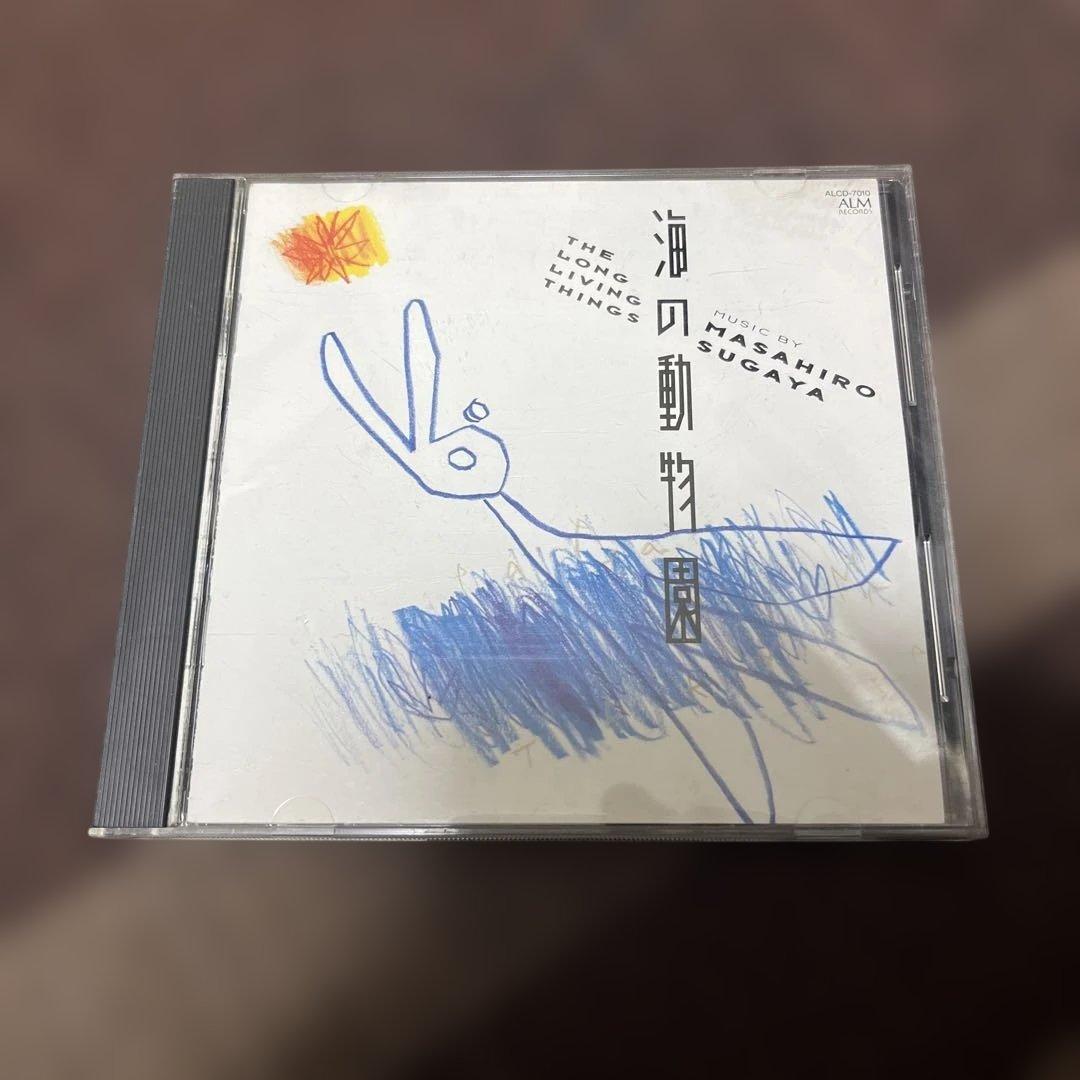 ALCD-7010
ALM
RECORDS
海の動物園
THE
LONG
LIVING
THINGS
MUSIC BY
MASAHIRO
SUGAYA